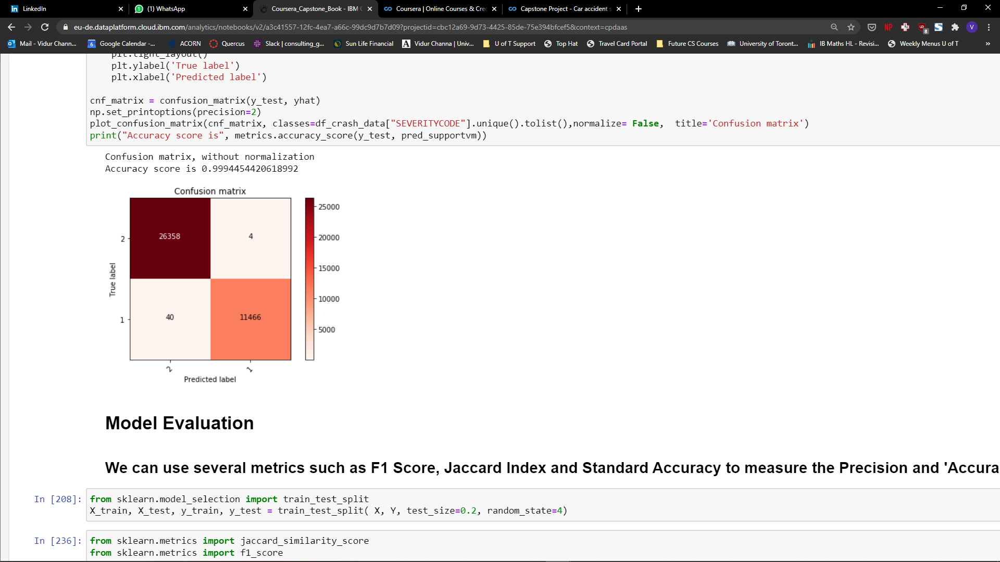 LinkedIn
(1) WhatsApp
Coursera_Capstone_Book - IBM C
Coursera | Online Courses & Cre
Capstone Project - Car accident s
eu-de.dataplatform.cloud.ibm.com/analytics/notebooks/v2/a3c41557-12fc-4ea7-a66c-99dc9d7b7d09?projectid=cbc12a69-9d73-4425-85de-75e394bfcef5&context=cpdaas
NP
UD
8
S
V
Mail - Vidur Chann...
6
Google Calendar -...
ACORN
Quercus
Slack | consulting_g...
Sun Life Financial
Vidur Channa | Univ...
U of T Support
Top Hat
Travel Card Portal
Future CS Courses
University of Toront...
IB Maths HL - Revisi...
Weekly Menus U of T
»
plt.tight_layout()
plt.ylabel('True label')
plt.xlabel('Predicted label')
cnf_matrix = confusion_matrix(y_test, yhat)
np.set_printoptions(precision=2)
plot_confusion_matrix(cnf_matrix, classes=df_crash_data["SEVERITYCODE"].unique().tolist(),normalize= False,  title='Confusion matrix')
print("Accuracy score is", metrics.accuracy_score(y_test, pred_supportvm))
Confusion matrix, without normalization
Accuracy score is 0.9994454420618992
Confusion matrix
25000
20000
15000
10000
5000
2
26358
4
True label
1
40
11466
2
1
Predicted label
Model Evaluation
We can use several metrics such as F1 Score, Jaccard Index and Standard Accuracy to measure the Precision and 'Accura
In [208]:
from sklearn.model_selection import train_test_split
X_train, X_test, y_train, y_test = train_test_split( X, Y, test_size=0.2, random_state=4)
In [236]:
from sklearn.metrics import jaccard_similarity_score
from sklearn.metrics import f1_score